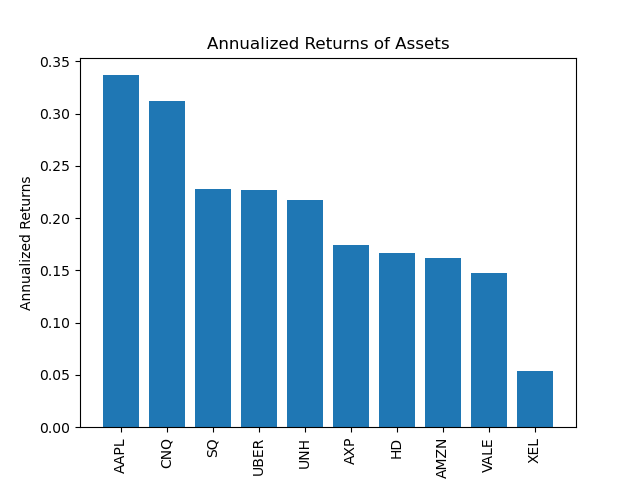 Annualized Returns of Assets
Annualized Returns
0.35
0.30
0.25
0.20
0.15
0.10
0.05
0.00
AAPL
CNQ
SQ
UBER
UNH
AXP
HD
AMZN
VALE
XEL